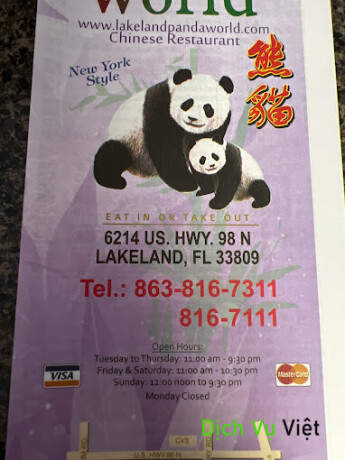 World
www.lakelandpandaworld.com
Chinese Restaurant
New York
Style
熊
貓
EAT IN OR TAKE OUT
6214 US. HWY. 98 N
LAKELAND, FL 33809
Tel.: 863-816-7311
816-7111
Open Hours:
Tuesday to Thursday: 11:00 am - 9:30 pm
Friday & Saturday: 11:00 am - 10:30 pm
Sunday: 12:00 noon to 9:30 pm
Monday Closed
VISA
MasterCard
Dịch Vụ Việt
CVS
U.S. HWY 98 N